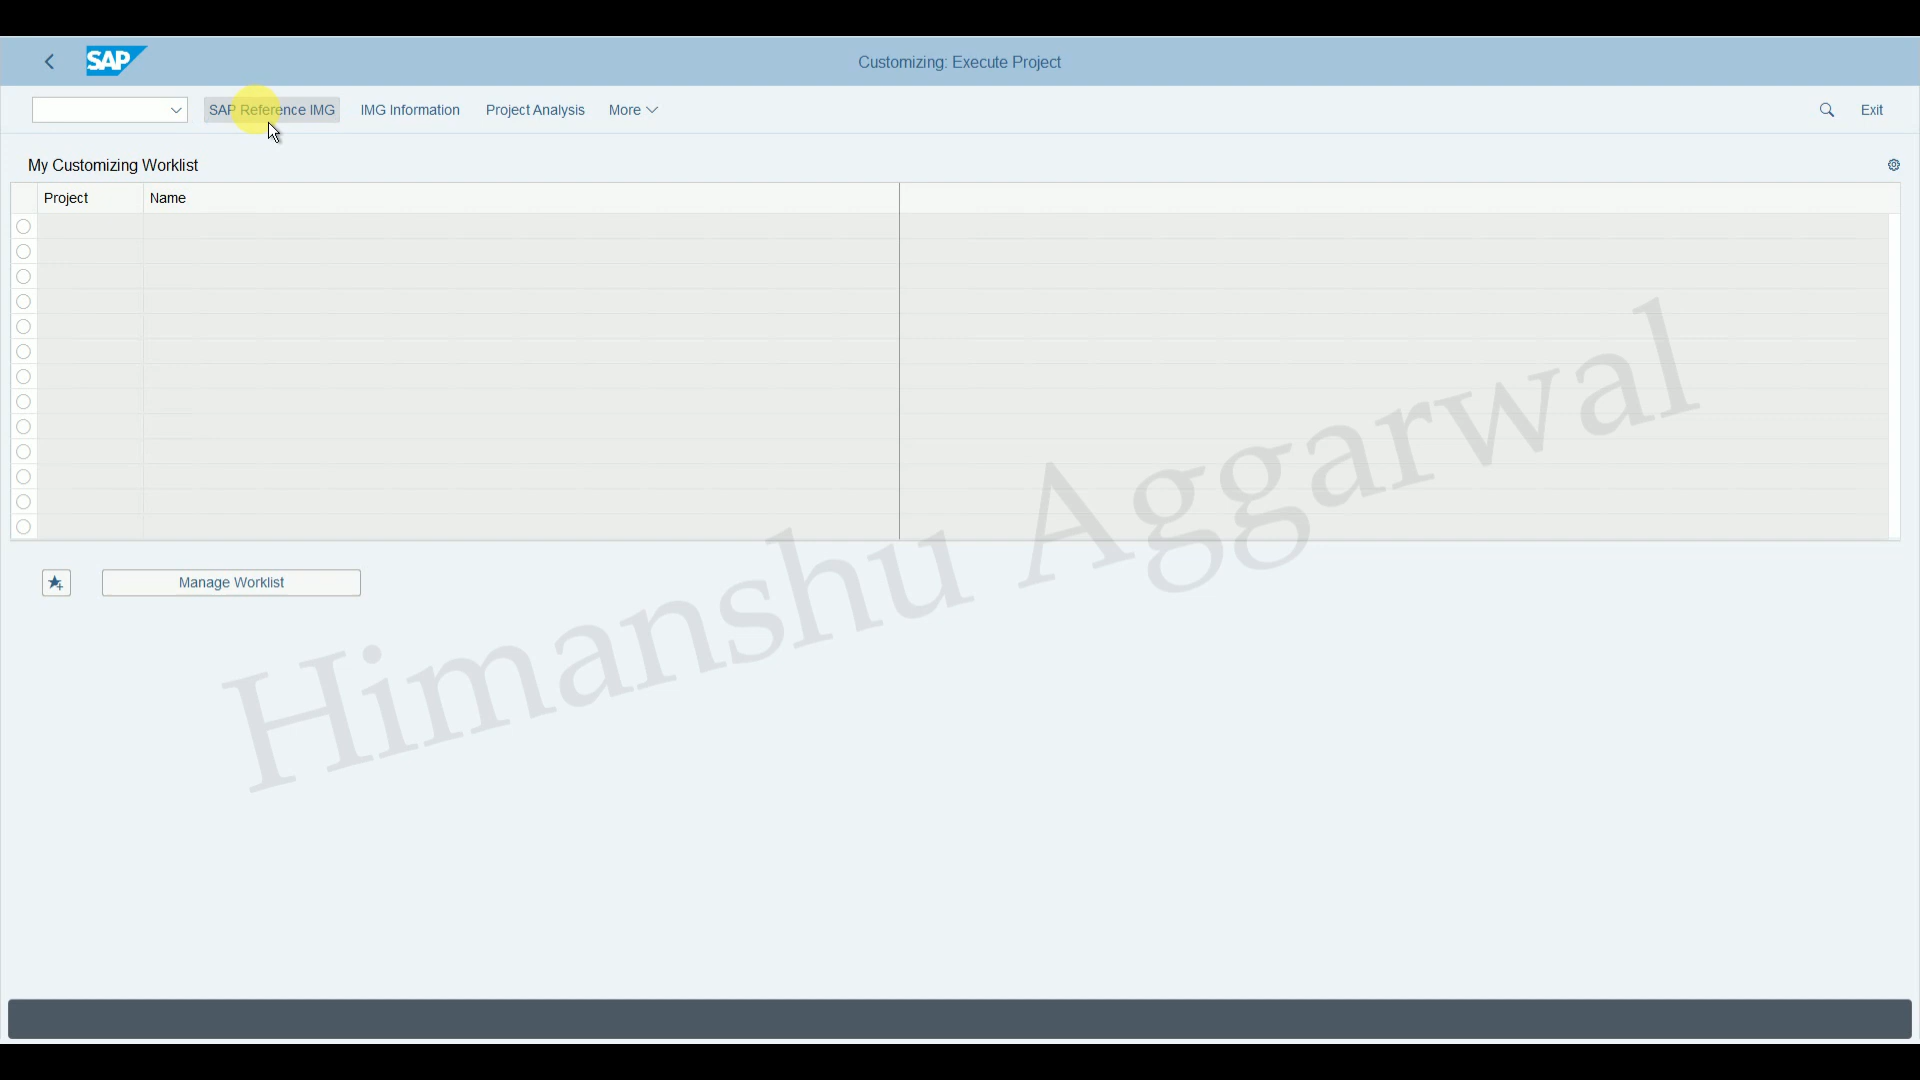 SAP
Customizing: Execute Project
SAP Reference IMG
IMG Information
Project Analysis
More
Exit
My Customizing Worklist
Project
Name
Manage Worklist
Himanshu Aggarwal